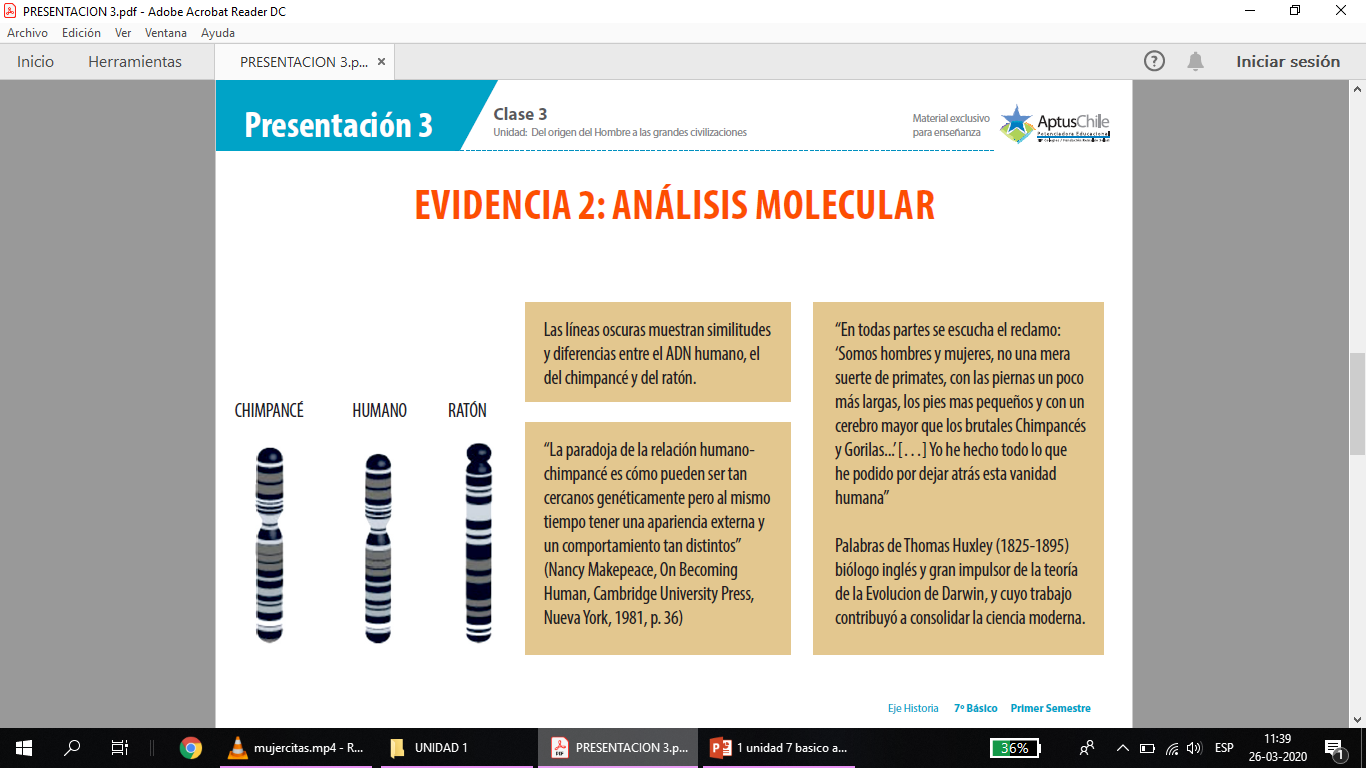 PRESENTACION 3.pdf - Adobe Acrobat Reader DC
Archivo Edición Ver Ventana Ayuda
Inicio Herramientas PRESENTACION 3.p... × ? Iniciar sesión
Presentación 3
Clase 3
Unidad: Del origen del Hombre a las grandes civilizaciones
Material exclusivo
para enseñanza
AptusChile
EVIDENCIA 2: ANÁLISIS MOLECULAR
CHIMPANCÉ HUMANO RATÓN
Las líneas oscuras muestran similitudes
y diferencias entre el ADN humano, el
del chimpancé y del ratón.
“La paradoja de la relación humano-
chimpancé es cómo pueden ser tan
cercanos genéticamente pero al mismo
tiempo tener una apariencia externa y
un comportamiento tan distintos”
(Nancy Makepeace, On Becoming
Human, Cambridge University Press,
Nueva York, 1981, p. 36)
“En todas partes se escucha el reclamo:
‘Somos hombres y mujeres, no una mera
suerte de primates, con las piernas un poco
más largas, los pies mas pequeños y con un
cerebro mayor que los brutales Chimpancés
y Gorilas...’ [ . . . ] Yo he hecho todo lo que
he podido por dejar atrás esta vanidad
humana”
Palabras de Thomas Huxley (1825-1895)
biólogo inglés y gran impulsor de la teoría
de la Evolucion de Darwin, y cuyo trabajo
contribuyó a consolidar la ciencia moderna.
Eje Historia 7º Básico Primer Semestre
mujercitas.mp4 - R... UNIDAD 1 PRESENTACION 3.p... 1 unidad 7 basico a... 36% ESP
11:39
26-03-2020
1